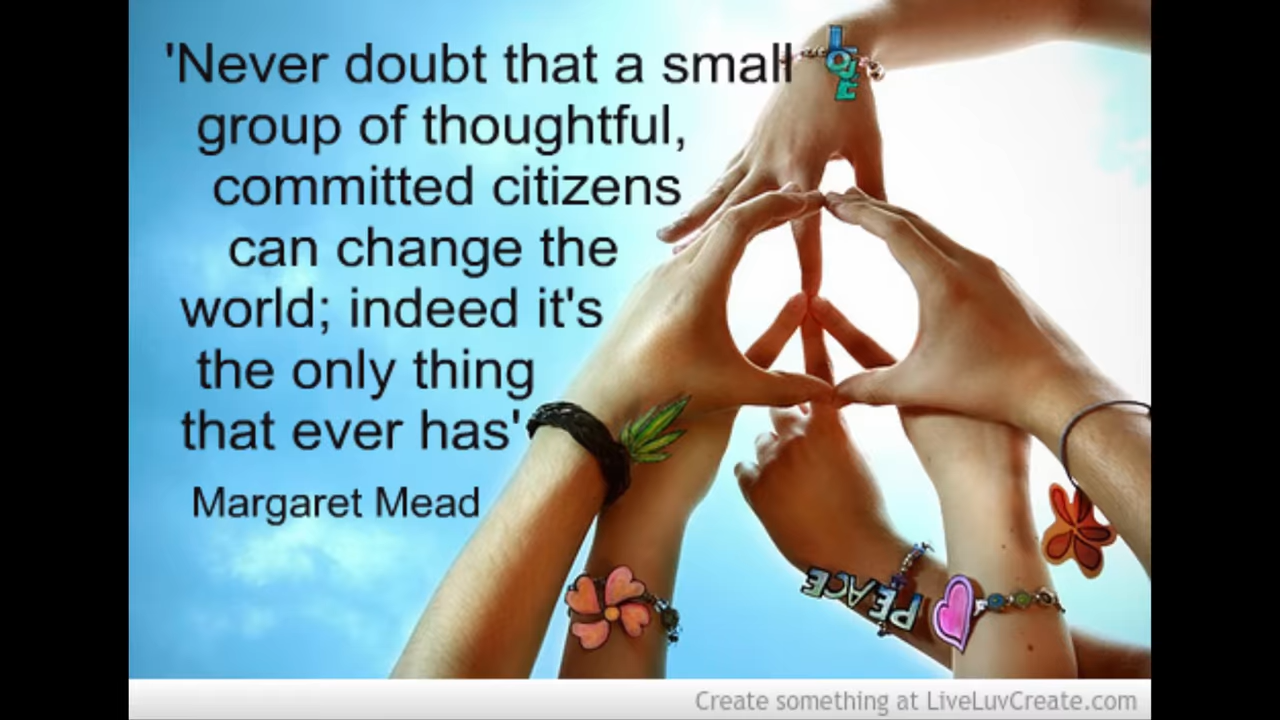 'Never doubt that a small
group of thoughtful,
committed citizens
can change the
world; indeed it's
the only thing
that ever has'
Margaret Mead
LOVE
PEACE
Create something at LiveLuvCreate.com